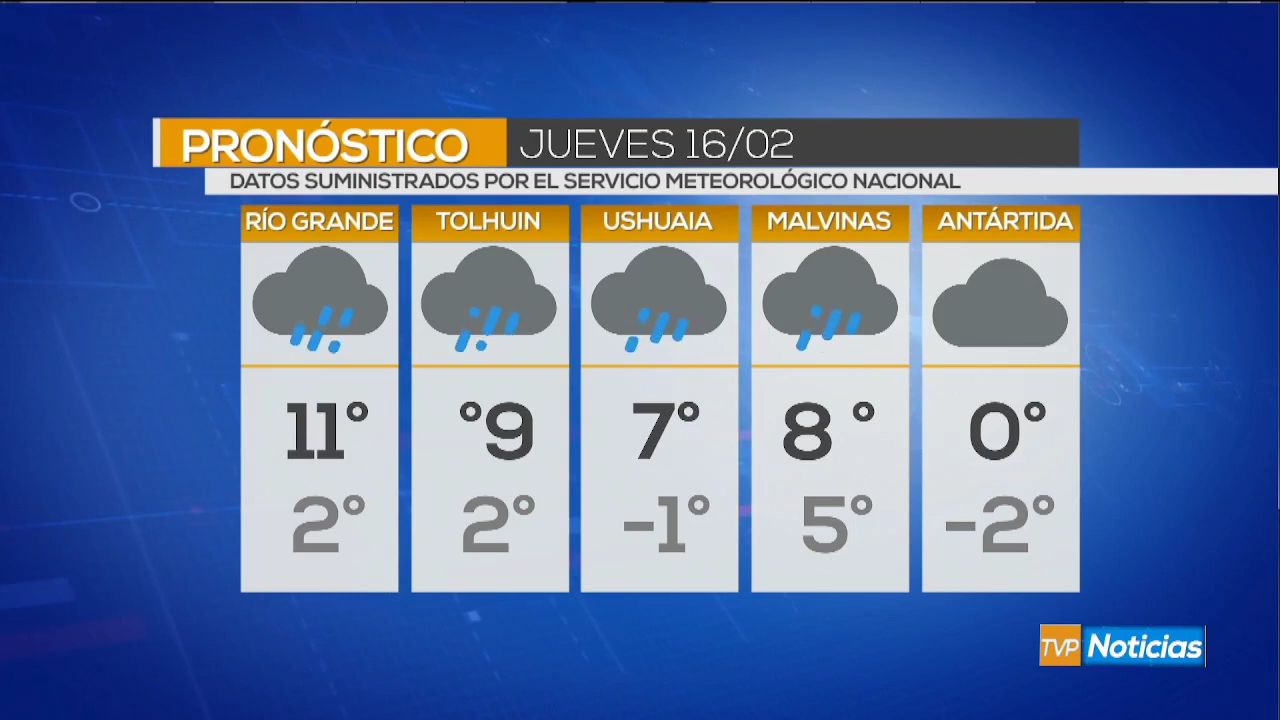 PRONÓSTICO JUEVES 16/02
DATOS SUMINISTRADOS POR EL SERVICIO METEOROLÓGICO NACIONAL
RÍO GRANDE TOLHUIN USHUAIA MALVINAS ANTÁRTIDA
11° °9 7° 8 ° 0°
2° 2° -1° 5° -2°
TVP Noticias